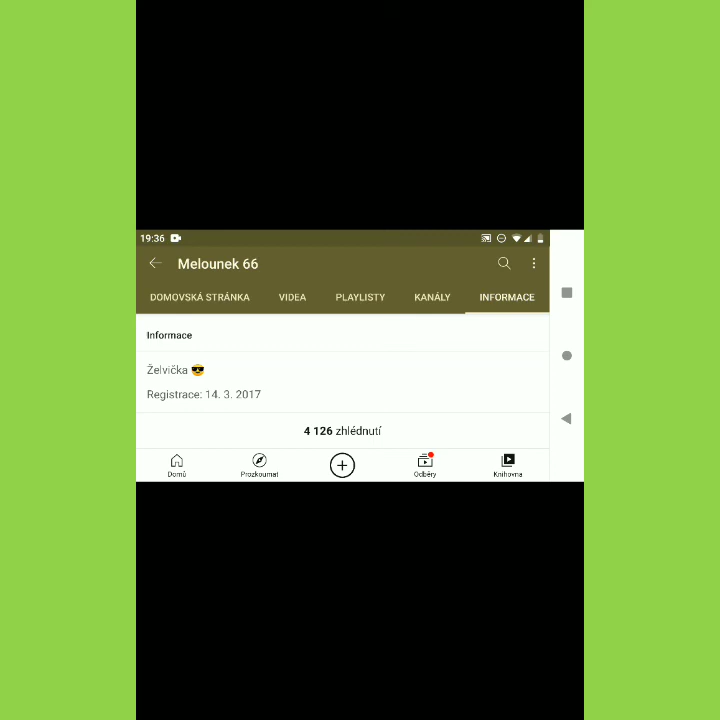 19:36
Melounek 66
DOMOVSKÁ STRÁNKA VIDEA PLAYLISTY KANÁLY INFORMACE
Informace
Želvička 😎
Registrace: 14. 3. 2017
4 126 zhlédnutí
Domů Prozkoumat Odběry Knihovna